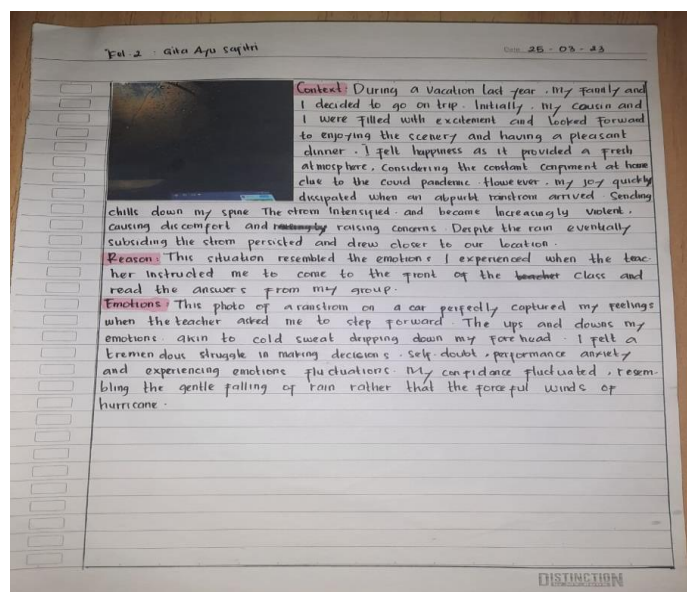 Kel. 2 : Gita Ayu Sapitri
Date 25 - 03 - 23
Context: During a Vacation last year. My Family and
I decided to go on trip. Initially. my cousin and
I were Filled with excitement and looked Forward
to enjoying the scenery and having a pleasant
dinner. I felt happiness as it provided a Fresh
atmosphere. Considering the constant confinment at home
due to the covid pandemic. However. my joy quickly
dissipated when an abpurbt ranstrom arrived. Sending
chills down my spine The strom Intensified. and became Increasingly violent.
causing discomfort and raising concerns. Despite the rain eventually
subsiding the strom persisted and drew closer to our location.
Reason: This situation resembled the emotions I experienced when the teac-
her instructed me to come to the front of the class and
read the answers from my group.
Emotions: This photo of a ranstrom on a car perfectly captured my feelings
when the teacher asked me to step forward. The ups and downs my
emotions. akin to cold sweat dripping down my forehead. I felt a
tremendous struggle in making decisions. self-doubt, performance anxiety
and experiencing emotions fluctuations. My confidance fluctuated, resem-
bling the gentle falling of rain rather that the forceful winds of
hurricane.
DISTINCTION